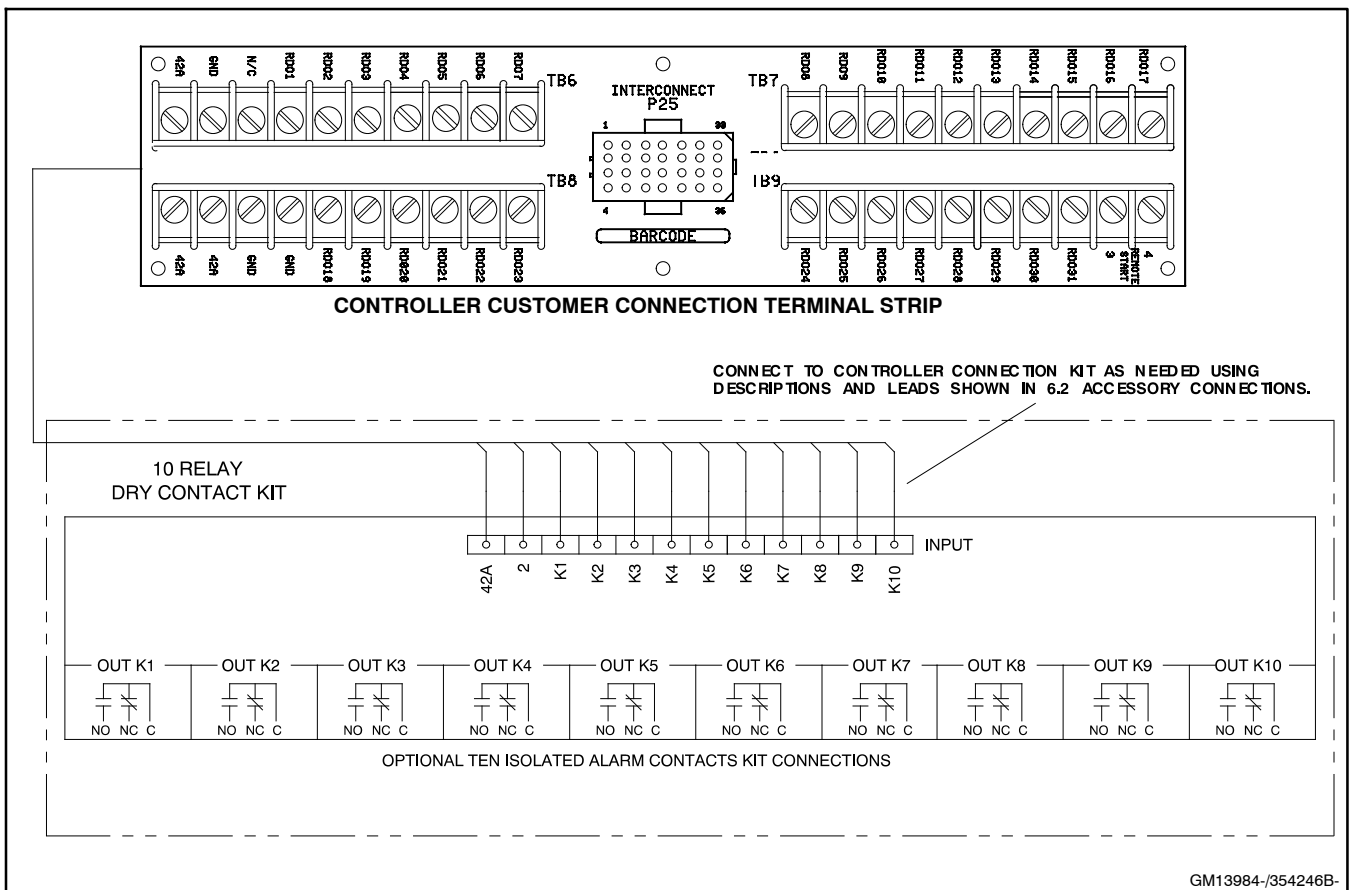 42A GND N/C RDO1 RDO2 RDO3 RDO4 RDO5 RDO6 RDO7
TB6
INTERCONNECT
P25
1
TB7
RDO8 RDO9 RDO10 RDO11 RDO12 RDO13 RDO14 RDO15 RDO16 RDO17
TB8
4
BARCODE
TB9
42A 42A GND GND RDO18 RDO19 RDO20 RDO21 RDO22 RDO23
RDO24 RDO25 RDO26 RDO27 RDO28 RDO29 RDO30 RDO31 3 REMOTE START 4
CONTROLLER CUSTOMER CONNECTION TERMINAL STRIP
CONNECT TO CONTROLLER CONNECTION KIT AS NEEDED USING
DESCRIPTIONS AND LEADS SHOWN IN 6.2 ACCESSORY CONNECTIONS.
10 RELAY
DRY CONTACT KIT
INPUT
42A 2 K1 K2 K3 K4 K5 K6 K7 K8 K9 K10
OUT K1 OUT K2 OUT K3 OUT K4 OUT K5 OUT K6 OUT K7 OUT K8 OUT K9 OUT K10
NO NC C NO NC C NO NC C NO NC C NO NC C NO NC C NO NC C NO NC C NO NC C NO NC C
OPTIONAL TEN ISOLATED ALARM CONTACTS KIT CONNECTIONS
GM13984-/354246B-